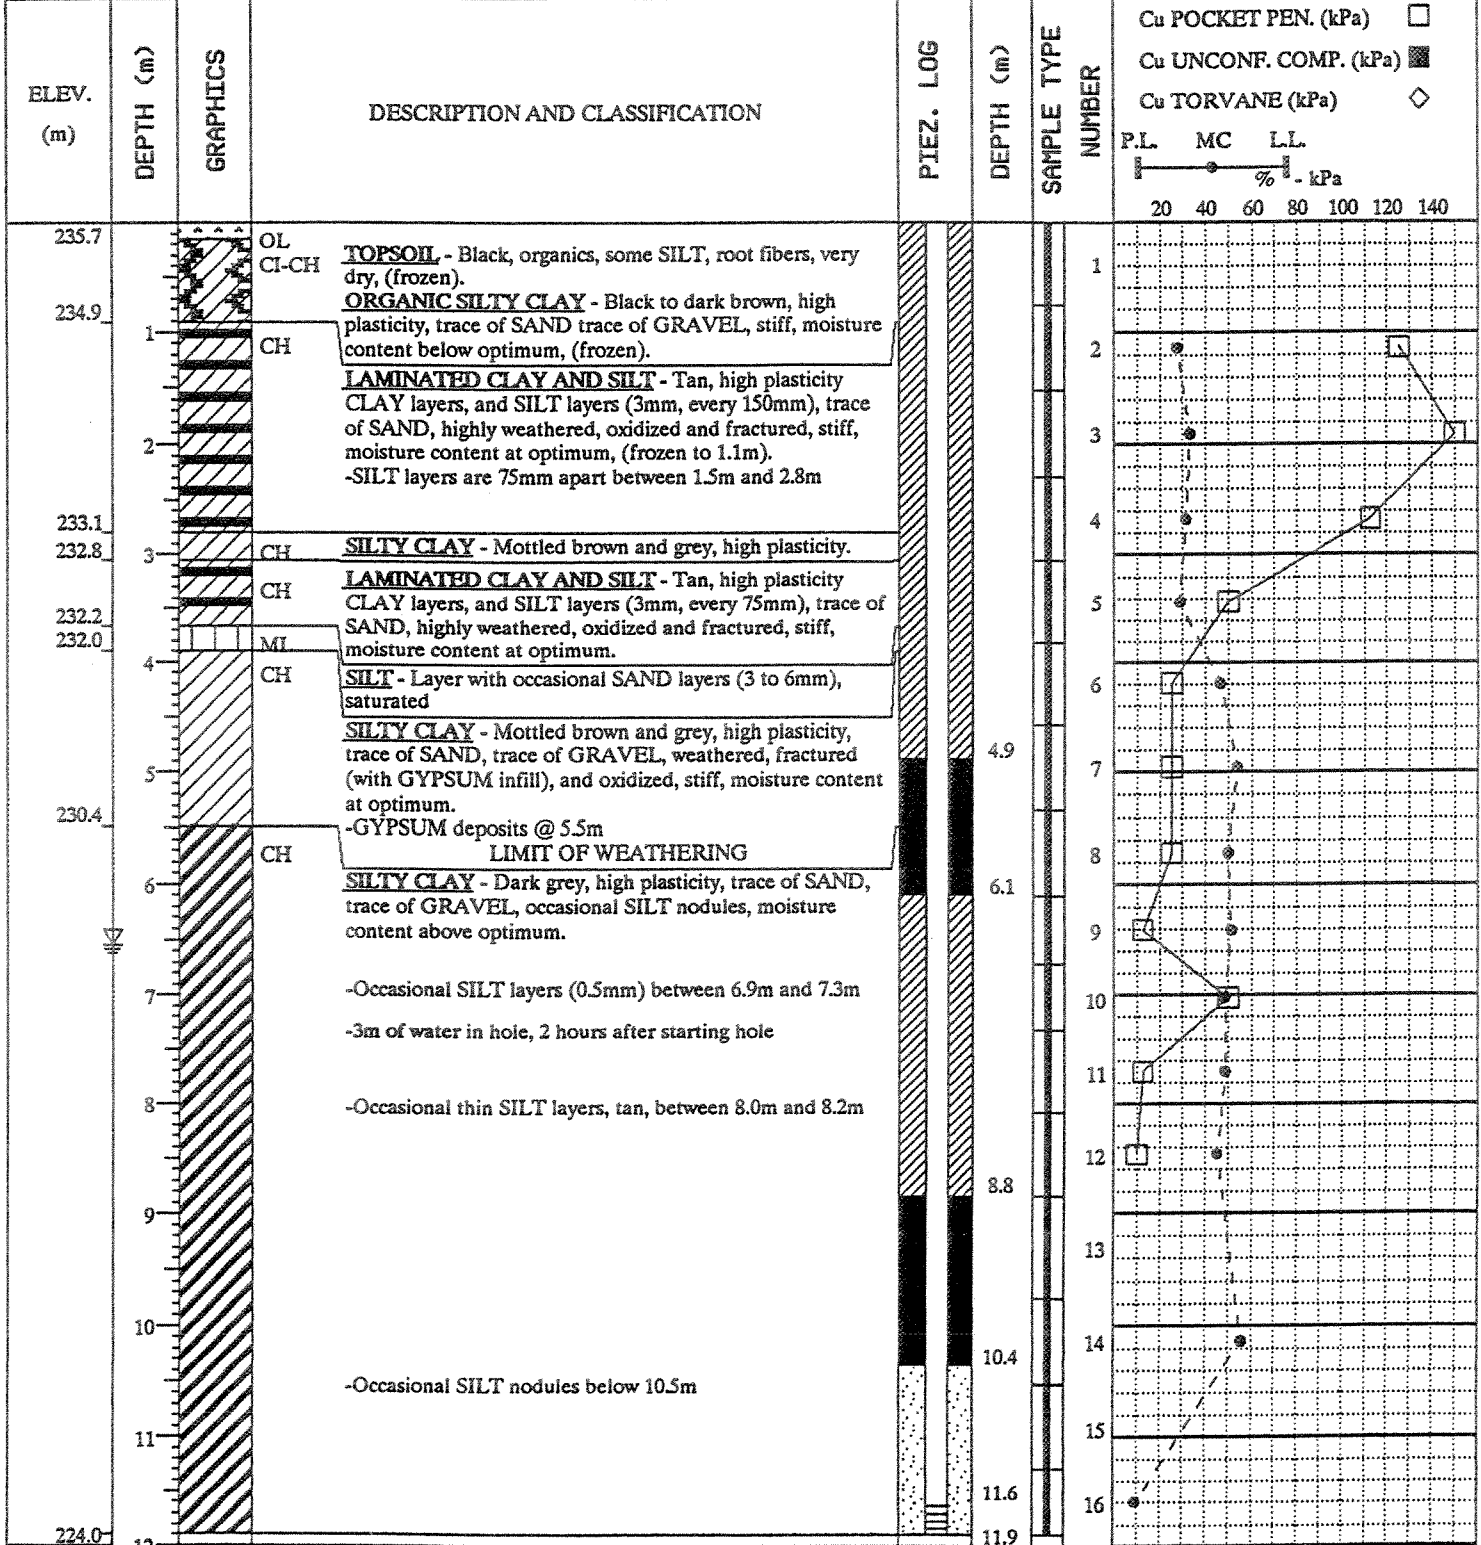 ELEV.
(m)
DEPTH (m)
GRAPHICS
DESCRIPTION AND CLASSIFICATION
PIEZ. LOG
DEPTH (m)
SAMPLE TYPE
NUMBER
Cu POCKET PEN. (kPa)
Cu UNCONF. COMP. (kPa)
Cu TORVANE (kPa)
P.L. MC L.L.
% - kPa
20 40 60 80 100 120 140
235.7
234.9
233.1
232.8
232.2
232.0
230.4
224.0
1
2
3
4
5
6
7
8
9
10
11
OL
CI-CH
CH
CH
CH
CH
CH
TOPSOIL - Black, organics, some SILT, root fibers, very
dry, (frozen).
ORGANIC SILTY CLAY - Black to dark brown, high
plasticity, trace of SAND trace of GRAVEL, stiff, moisture
content below optimum, (frozen).
LAMINATED CLAY AND SILT - Tan, high plasticity
CLAY layers, and SILT layers (3mm, every 150mm), trace
of SAND, highly weathered, oxidized and fractured, stiff,
moisture content at optimum, (frozen to 1.1m).
-SILT layers are 75mm apart between 1.5m and 2.8m
SILTY CLAY - Mottled brown and grey, high plasticity.
LAMINATED CLAY AND SILT - Tan, high plasticity
CLAY layers, and SILT layers (3mm, every 75mm), trace of
SAND, highly weathered, oxidized and fractured, stiff,
moisture content at optimum.
SILT - Layer with occasional SAND layers (3 to 6mm),
saturated
SILTY CLAY - Mottled brown and grey, high plasticity,
trace of SAND, trace of GRAVEL, weathered, fractured
(with GYPSUM infill), and oxidized, stiff, moisture content
at optimum.
-GYPSUM deposits @ 5.5m
LIMIT OF WEATHERING
SILTY CLAY - Dark grey, high plasticity, trace of SAND,
trace of GRAVEL, occasional SILT nodules, moisture
content above optimum.
-Occasional SILT layers (0.5mm) between 6.9m and 7.3m
-3m of water in hole, 2 hours after starting hole
-Occasional thin SILT layers, tan, between 8.0m and 8.2m
-Occasional SILT nodules below 10.5m
4.9
6.1
8.8
10.4
11.6
11.9
1
2
3
4
5
6
7
8
9
10
11
12
13
14
15
16